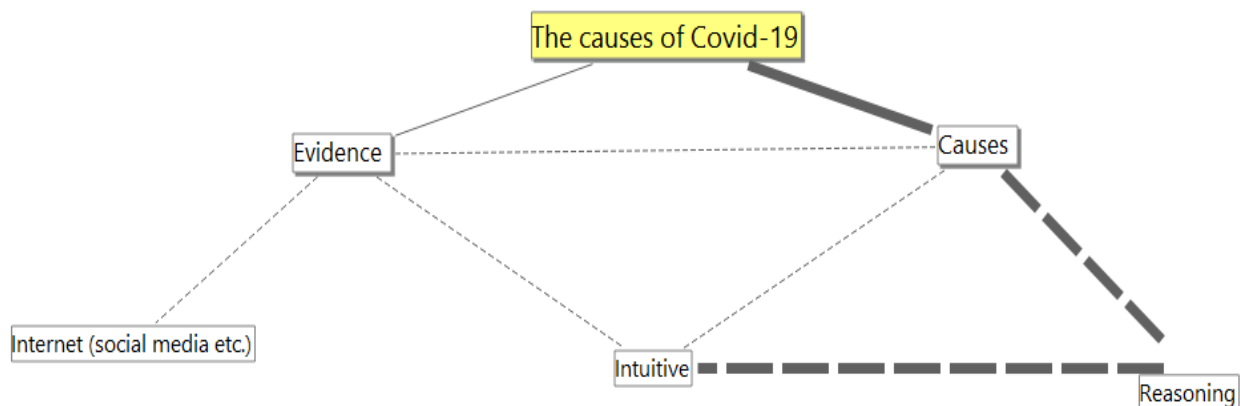 The causes of Covid-19
Evidence
Causes
Internet (social media etc.)
Intuitive
Reasoning